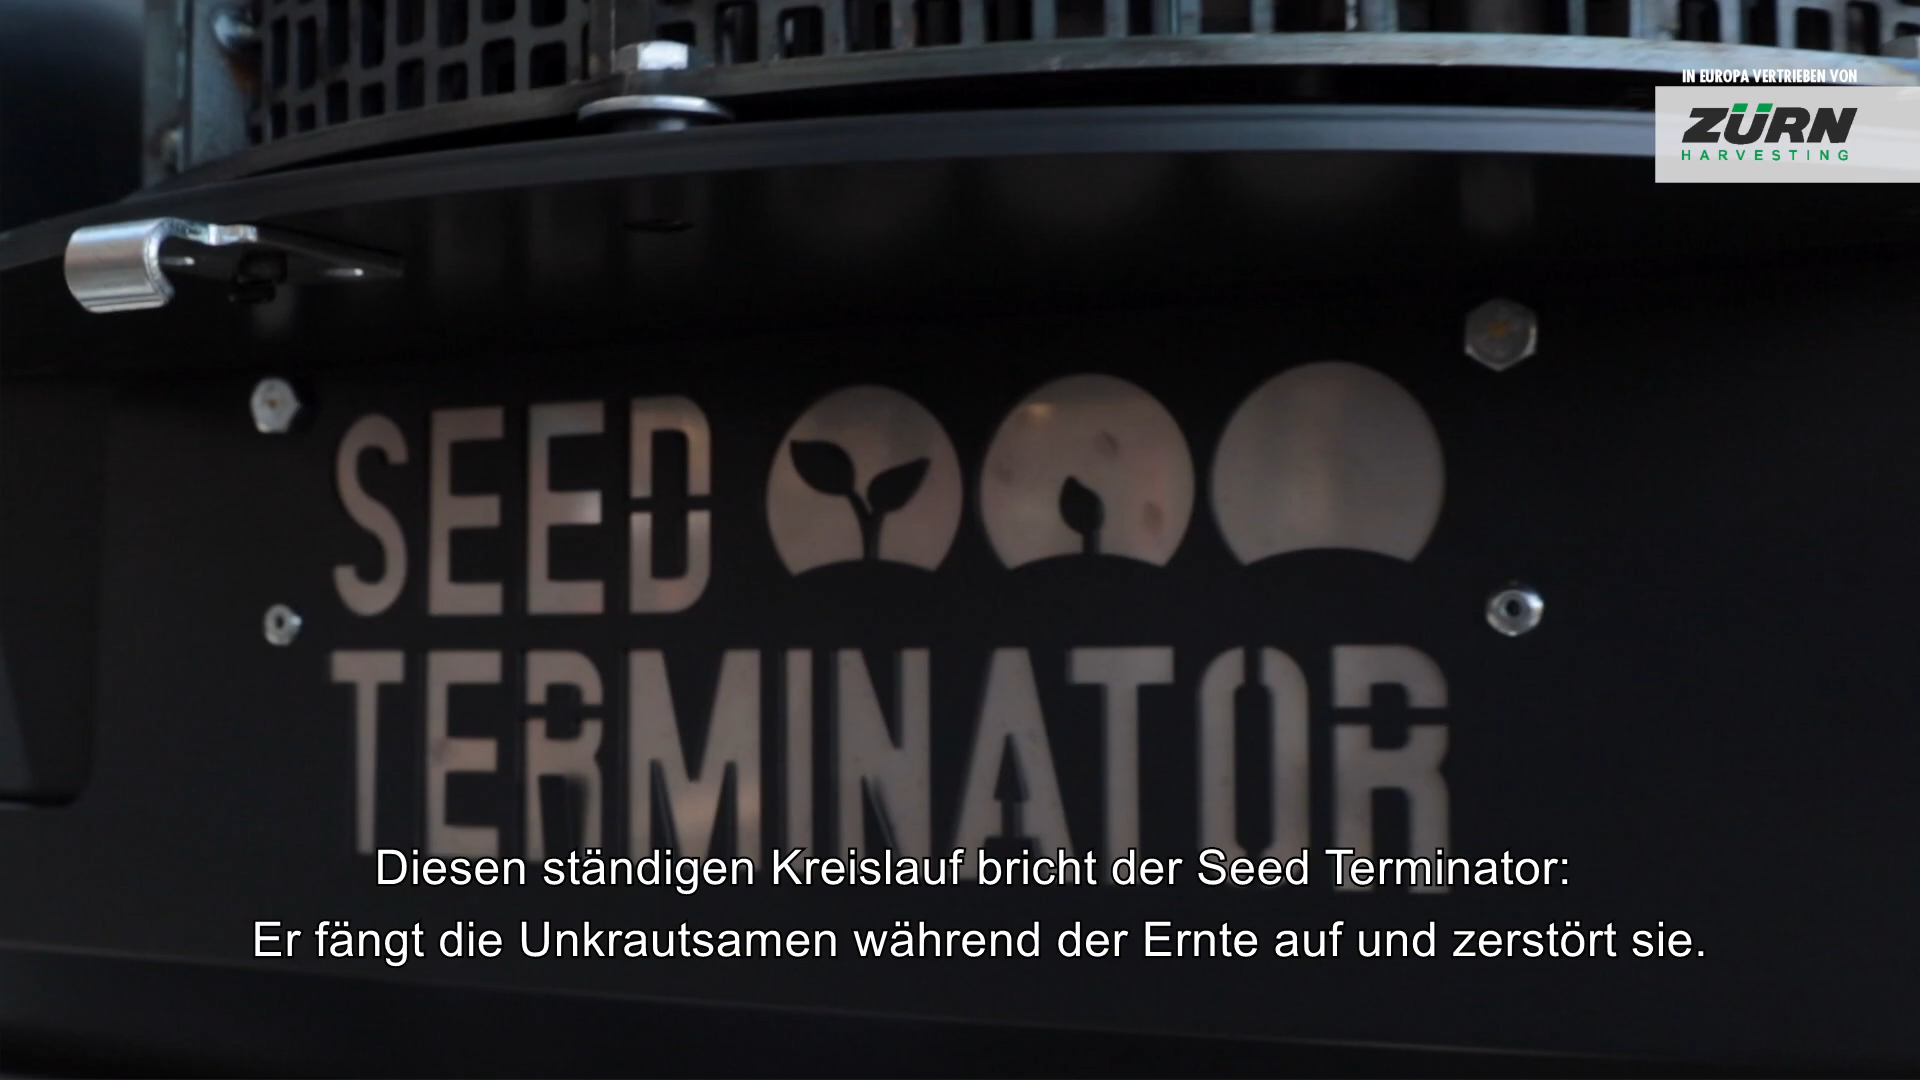 IN EUROPA VERTRIEBEN VON
ZÜRN
HARVESTING
SEED
TERMINATOR
Diesen ständigen Kreislauf bricht der Seed Terminator:
Er fängt die Unkrautsamen während der Ernte auf und zerstört sie.